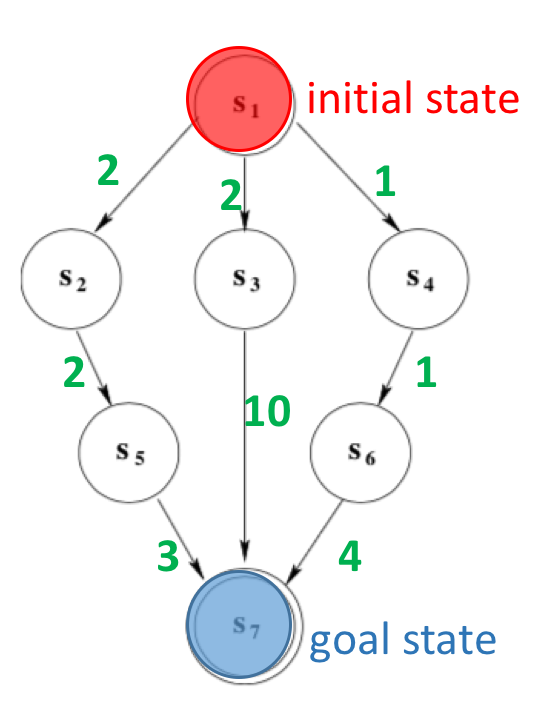 s1 initial state
2 2 1
s2 s3 s4
2 10 1
s5 s6
3 4
s7 goal state